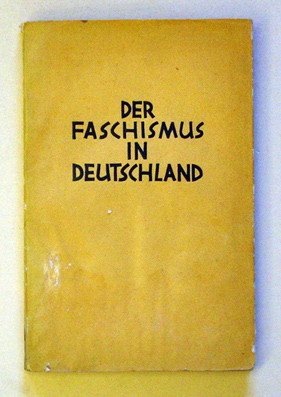 DER
FASCHISMUS
IN
DEUTSCHLAND